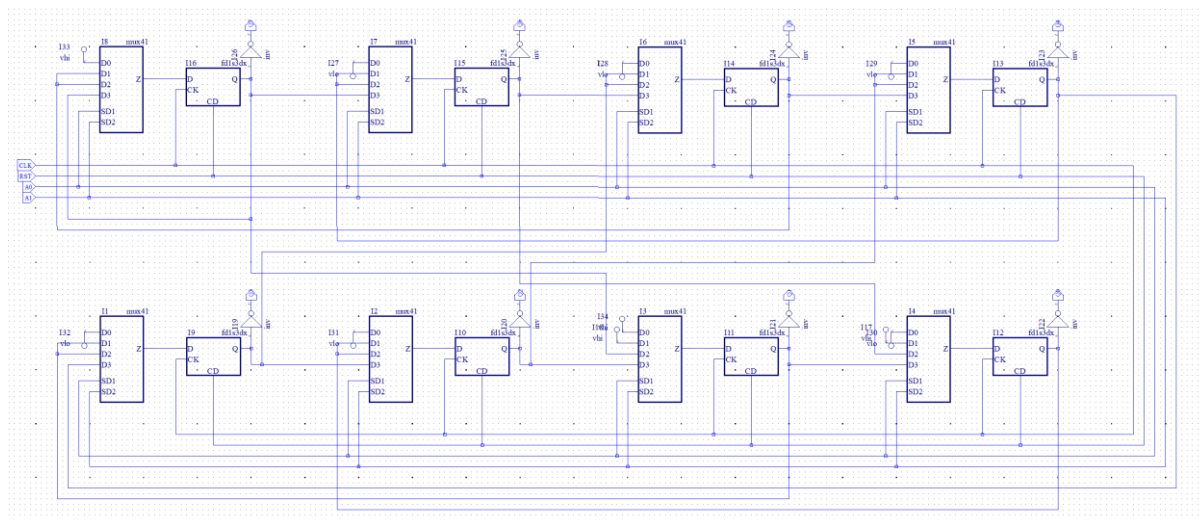 I8 mux41
I33
vhi
D0
D1
D2
D3
SD1
SD2
Z
I16 fd1s3dx
D
CK
Q
CD
I26
inv
I7 mux41
I27
vlo
D0
D1
D2
D3
SD1
SD2
Z
I15 fd1s3dx
D
CK
Q
CD
I25
inv
I6 mux41
I28
vlo
D0
D1
D2
D3
SD1
SD2
Z
I14 fd1s3dx
D
CK
Q
CD
I24
inv
I5 mux41
I29
vlo
D0
D1
D2
D3
SD1
SD2
Z
I13 fd1s3dx
D
CK
Q
CD
I23
inv
CLK
RST
A0
A1
I1 mux41
I32
vlo
D0
D1
D2
D3
SD1
SD2
Z
I9 fd1s3dx
D
CK
Q
CD
I19
inv
I2 mux41
I31
vlo
D0
D1
D2
D3
SD1
SD2
Z
I10 fd1s3dx
D
CK
Q
CD
I20
inv
I3 mux41
I34
vhi
D0
D1
D2
D3
SD1
SD2
Z
I11 fd1s3dx
D
CK
Q
CD
I21
inv
I4 mux41
I17
I30
vlo
D0
D1
D2
D3
SD1
SD2
Z
I12 fd1s3dx
D
CK
Q
CD
I22
inv